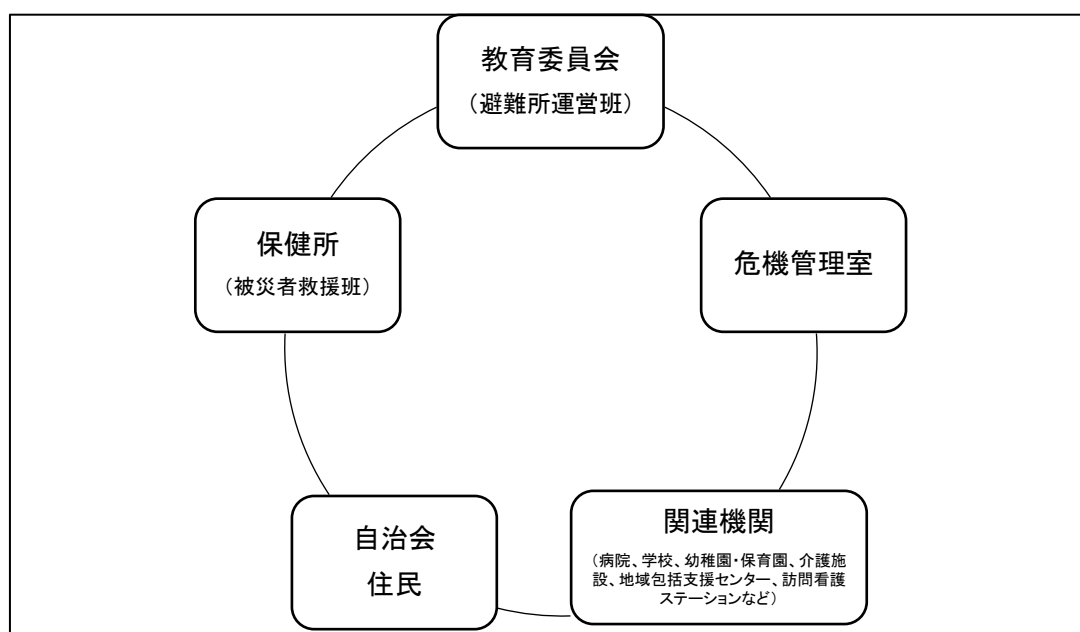 教育委員会
（避難所運営班）
保健所
（被災者救援班）
危機管理室
自治会
住民
関連機関
（病院、学校、幼稚園・保育園、介護施
設、地域包括支援センター、訪問看護
ステーションなど）